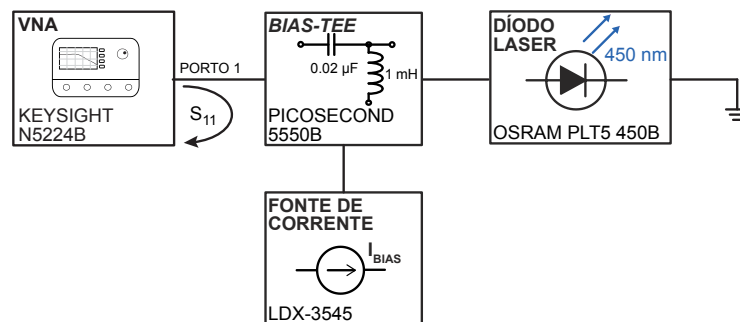 VNA
KEYSIGHT
N5224B
PORTO 1
S11
BIAS-TEE
0.02 µF
1 mH
PICOSECOND
5550B
DÍODO
LASER
450 nm
OSRAM PLT5 450B
FONTE DE
CORRENTE
IBIAS
LDX-3545